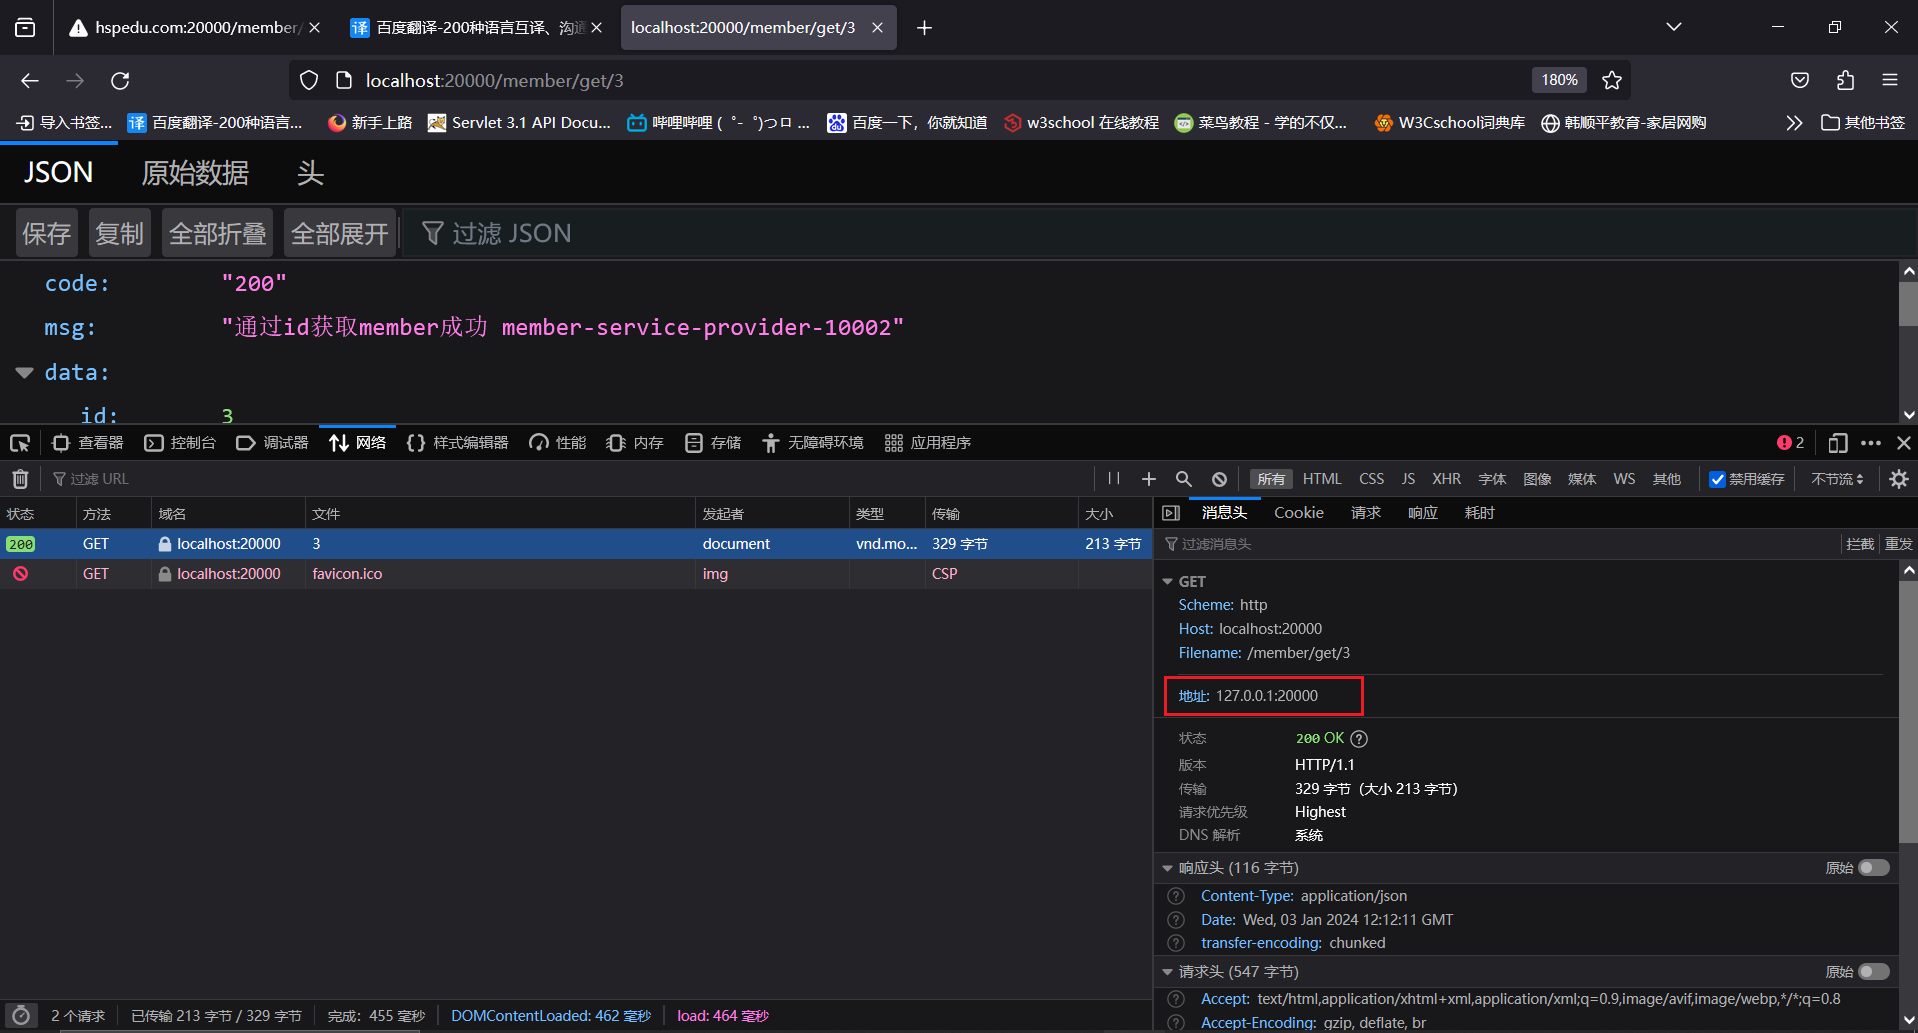 hspedu.com:20000/member/
百度翻译-200种语言互译、沟通
localhost:20000/member/get/3
localhost:20000/member/get/3
180%
导入书签...
译 百度翻译-200种语言...
新手上路
Servlet 3.1 API Docu...
哔哩哔哩 ( ゜- ゜)つロ ...
百度一下，你就知道
w3school 在线教程
菜鸟教程 - 学的不仅...
W3Cschool词典库
韩顺平教育-家居网购
其他书签
JSON 原始数据 头
保存 复制 全部折叠 全部展开 过滤 JSON
code: "200"
msg: "通过id获取member成功 member-service-provider-10002"
data:
id: 3
查看器 控制台 调试器 网络 样式编辑器 性能 内存 存储 无障碍环境 应用程序 2
过滤 URL
所有 HTML CSS JS XHR 字体 图像 媒体 WS 其他 禁用缓存 不节流
状态 方法 域名 文件 发起者 类型 传输 大小
200 GET localhost:20000 3 document vnd.mo... 329 字节 213 字节
GET localhost:20000 favicon.ico img CSP
消息头 Cookie 请求 响应 耗时
过滤消息头 拦截 重发
GET
Scheme: http
Host: localhost:20000
Filename: /member/get/3
地址: 127.0.0.1:20000
状态 200 OK
版本 HTTP/1.1
传输 329 字节（大小 213 字节）
请求优先级 Highest
DNS 解析 系统
响应头 (116 字节) 原始
Content-Type: application/json
Date: Wed, 03 Jan 2024 12:12:11 GMT
transfer-encoding: chunked
请求头 (547 字节) 原始
Accept: text/html,application/xhtml+xml,application/xml;q=0.9,image/avif,image/webp,*/*;q=0.8
Accept-Encoding: gzip, deflate, br
2 个请求 已传输 213 字节 / 329 字节 完成：455 毫秒 DOMContentLoaded: 462 毫秒 load: 464 毫秒